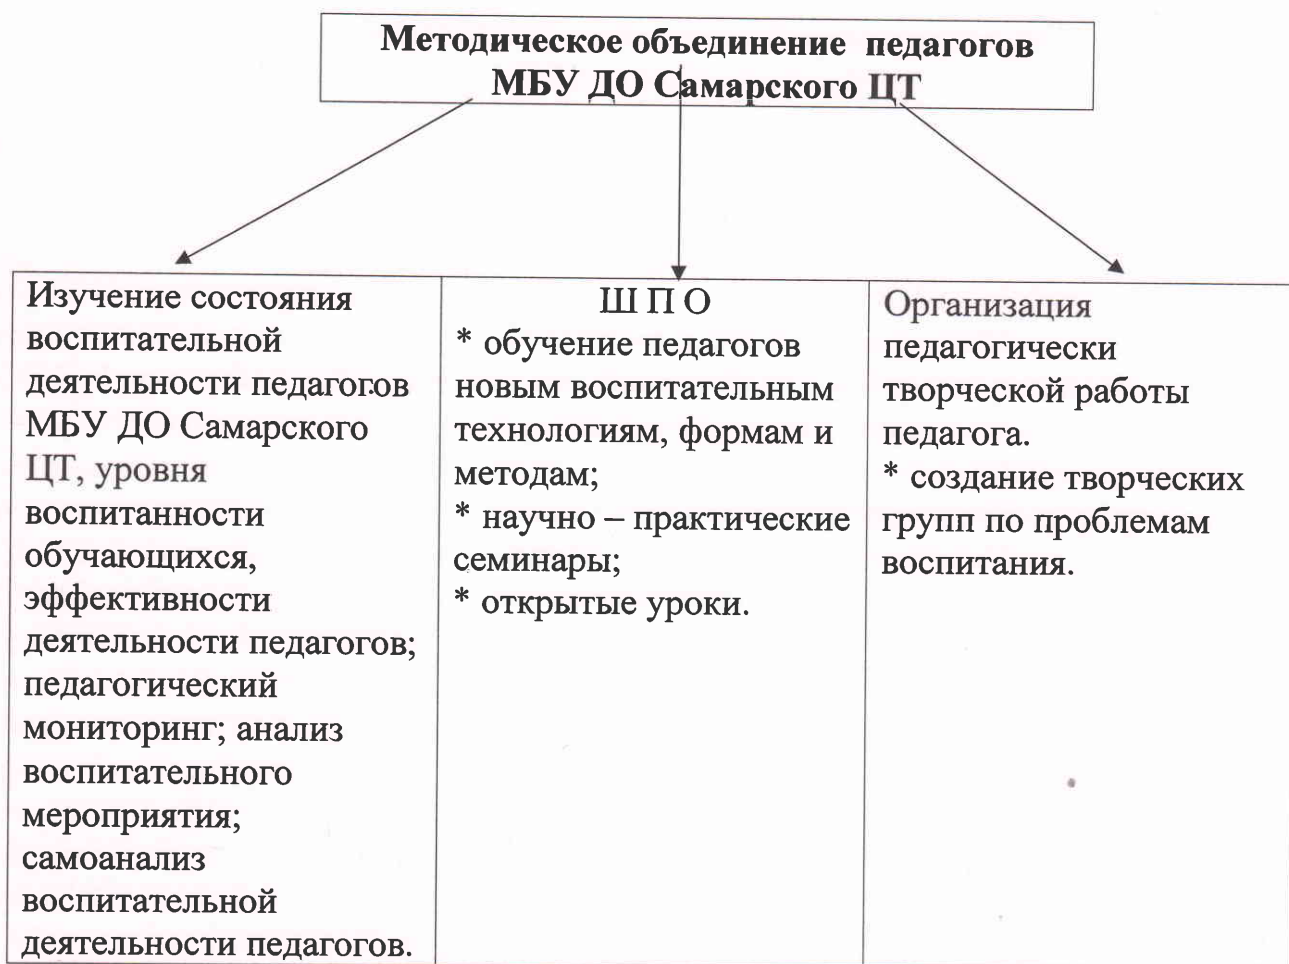 Методическое объединение педагогов
МБУ ДО Самарского ЦТ
Изучение состояния
воспитательной
деятельности педагогов
МБУ ДО Самарского
ЦТ, уровня
воспитанности
обучающихся,
эффективности
деятельности педагогов;
педагогический
мониторинг; анализ
воспитательного
мероприятия;
самоанализ
воспитательной
деятельности педагогов.
Ш П О
* обучение педагогов
новым воспитательным
технологиям, формам и
методам;
* научно – практические
семинары;
* открытые уроки.
Организация
педагогически
творческой работы
педагога.
* создание творческих
групп по проблемам
воспитания.